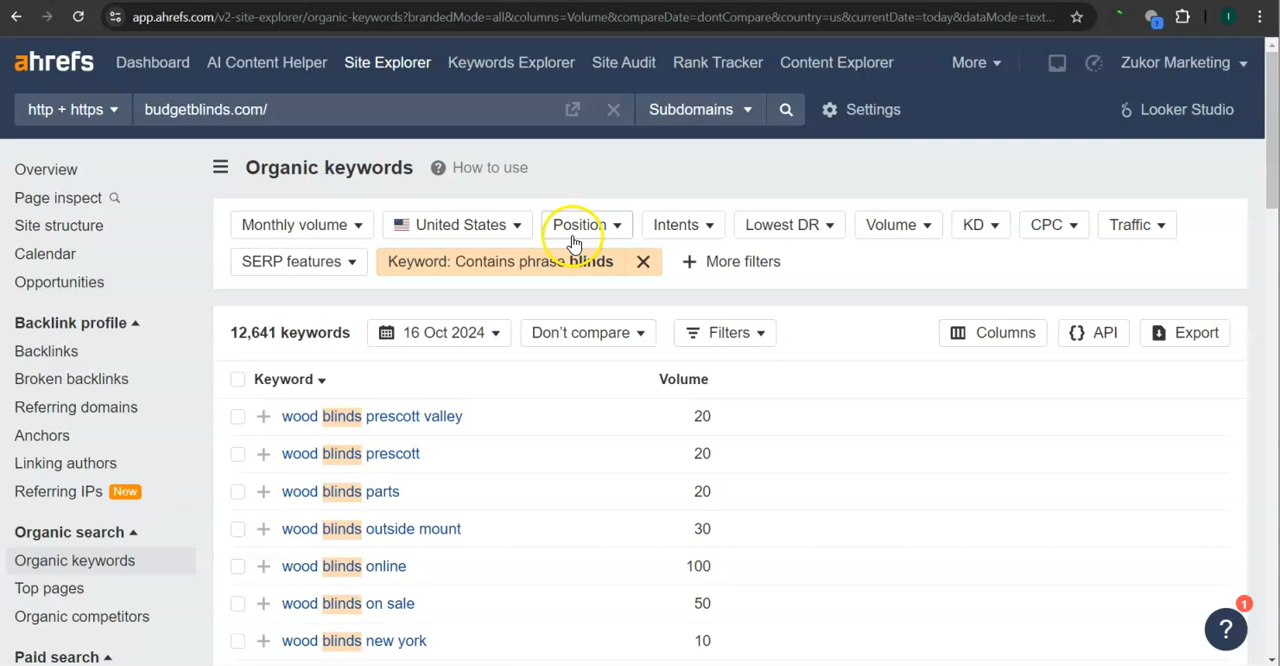 app.ahrefs.com/v2-site-explorer/organic-keywords?brandedMode=all&columns=Volume&compareDate=dontCompare&country=us&currentDate=today&dataMode=text...
ahrefs Dashboard AI Content Helper Site Explorer Keywords Explorer Site Audit Rank Tracker Content Explorer More Zukor Marketing
http + https budgetblinds.com/ Subdomains Settings Looker Studio
Overview
Page inspect
Site structure
Calendar
Opportunities
Backlink profile
Backlinks
Broken backlinks
Referring domains
Anchors
Linking authors
Referring IPs New
Organic search
Organic keywords
Top pages
Organic competitors
Paid search
Organic keywords ? How to use
Monthly volume United States Position Intents Lowest DR Volume KD CPC Traffic
SERP features Keyword: Contains phrase blinds More filters
12,641 keywords 16 Oct 2024 Don't compare Filters Columns API Export
Keyword Volume
wood blinds prescott valley 20
wood blinds prescott 20
wood blinds parts 20
wood blinds outside mount 30
wood blinds online 100
wood blinds on sale 50
wood blinds new york 10
1
?